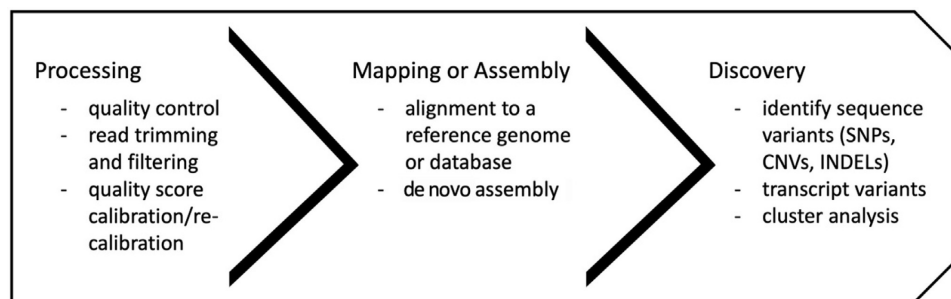 Processing
- quality control
- read trimming
and filtering
- quality score
calibration/re-
calibration
Mapping or Assembly
- alignment to a
reference genome
or database
- de novo assembly
Discovery
- identify sequence
variants (SNPs,
CNVs, INDELs)
- transcript variants
- cluster analysis